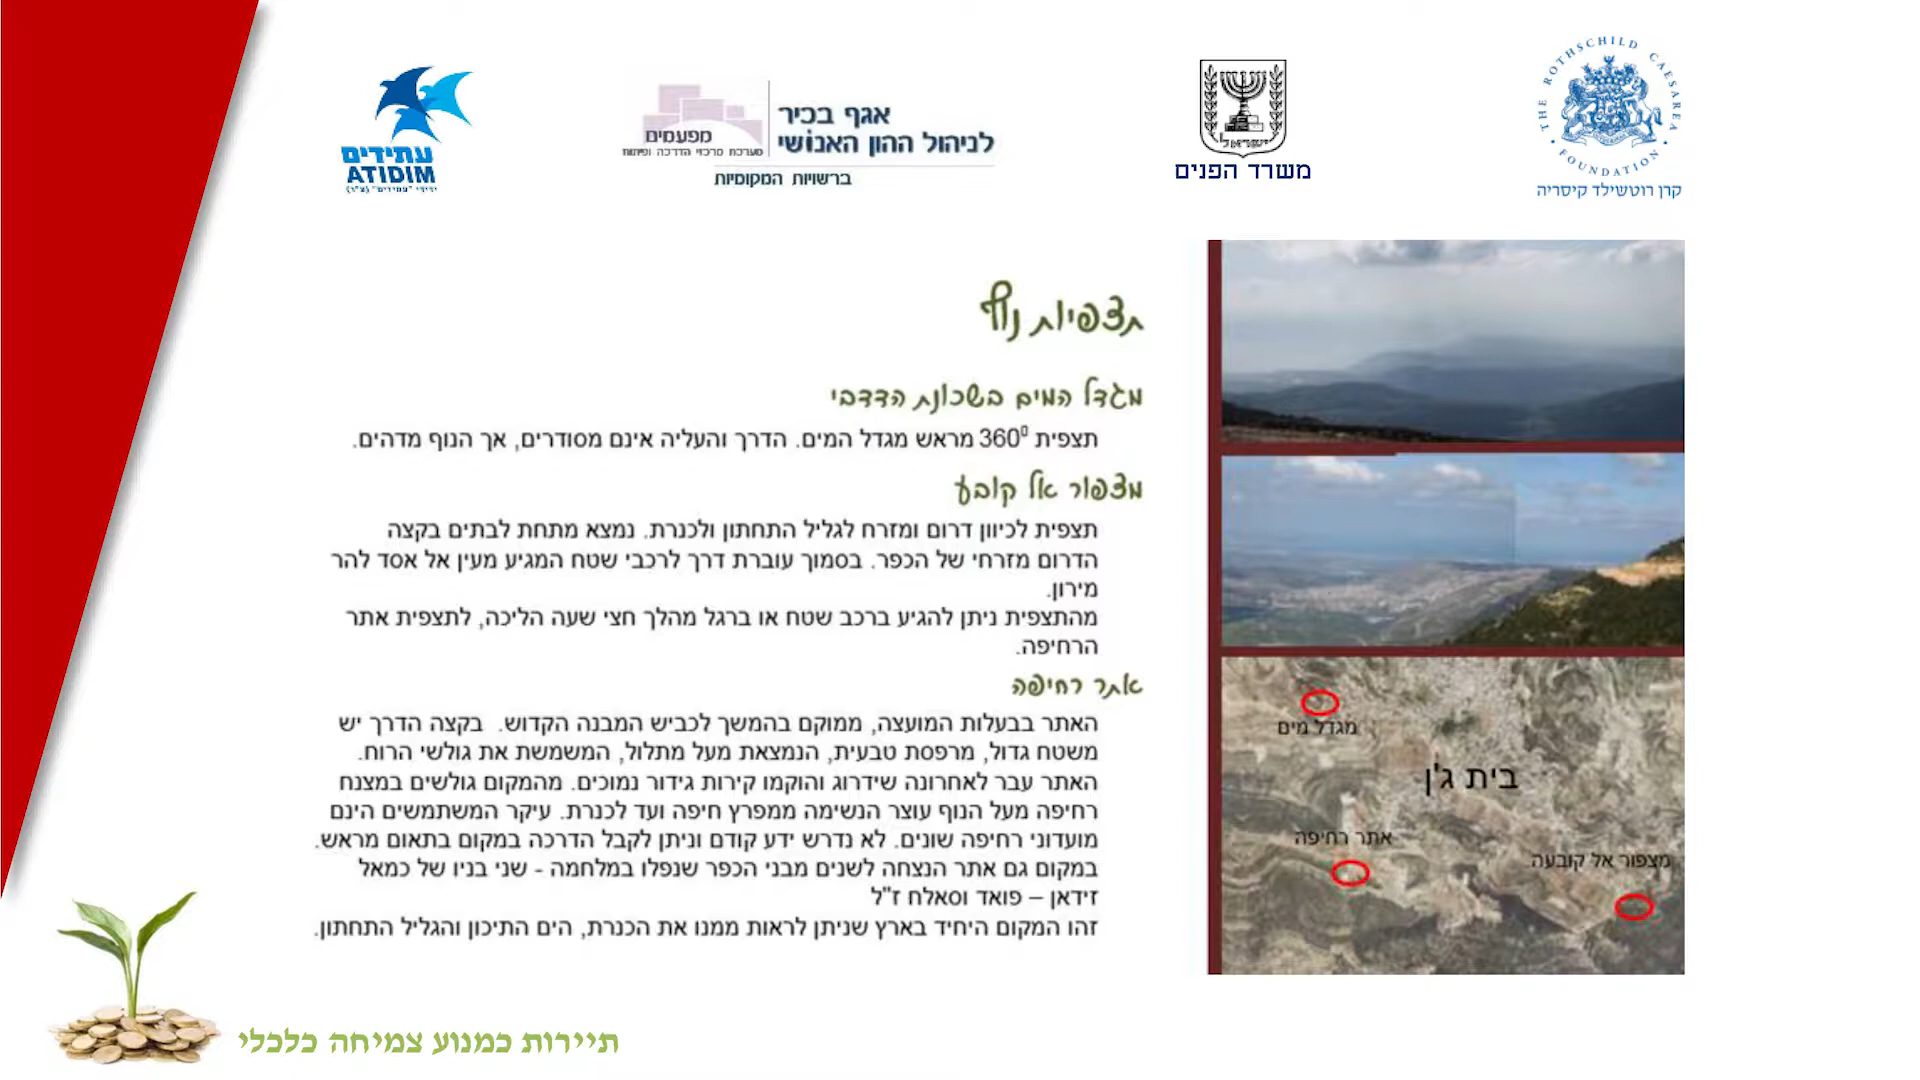 THE ROTHSCHILD CAESAREA
FOUNDATION
קרן רוטשילד קיסריה
משרד הפנים
אגף בכיר
לניהול ההון האנושי
ברשויות המקומיות
מפעמים
מערכת מרכזי הדרכה ופיתוח
עתידים
ATIDIM
תצפיות נוף
מגדל המים בשכונת הדדבי
תצפית 360⁰ מראש מגדל המים. הדרך והעליה אינם מסודרים, אך הנוף מדהים.
מצפור אל קובע
תצפית לכיוון דרום ומזרח לגליל התחתון ולכנרת. נמצא מתחת לבתים בקצה
הדרום מזרחי של הכפר. בסמוך עוברת דרך לרכבי שטח המגיע מעין אל אסד להר
מירון.
מהתצפית ניתן להגיע ברכב שטח או ברגל מהלך חצי שעה הליכה, לתצפית אתר
הרחיפה.
אתר רחיפה
האתר בבעלות המועצה, ממוקם בהמשך לכביש המבנה הקדוש. בקצה הדרך יש
משטח גדול, מרפסת טבעית, הנמצאת מעל מתלול, המשמשת את גולשי הרוח.
האתר עבר לאחרונה שידרוג והוקמו קירות גידור נמוכים. מהמקום גולשים במצנח
רחיפה מעל הנוף עוצר הנשימה ממפרץ חיפה ועד לכנרת. עיקר המשתמשים הינם
מועדוני רחיפה שונים. לא נדרש ידע קודם וניתן לקבל הדרכה במקום בתאום מראש.
במקום גם אתר הנצחה לשנים מבני הכפר שנפלו במלחמה - שני בניו של כמאל
זידאן – פואד וסאלח ז"ל
זהו המקום היחיד בארץ שניתן לראות ממנו את הכנרת, הים התיכון והגליל התחתון.
מגדל מים
בית ג'ן
אתר רחיפה
מצפור אל קובעה
תיירות כמנוע צמיחה כלכלי